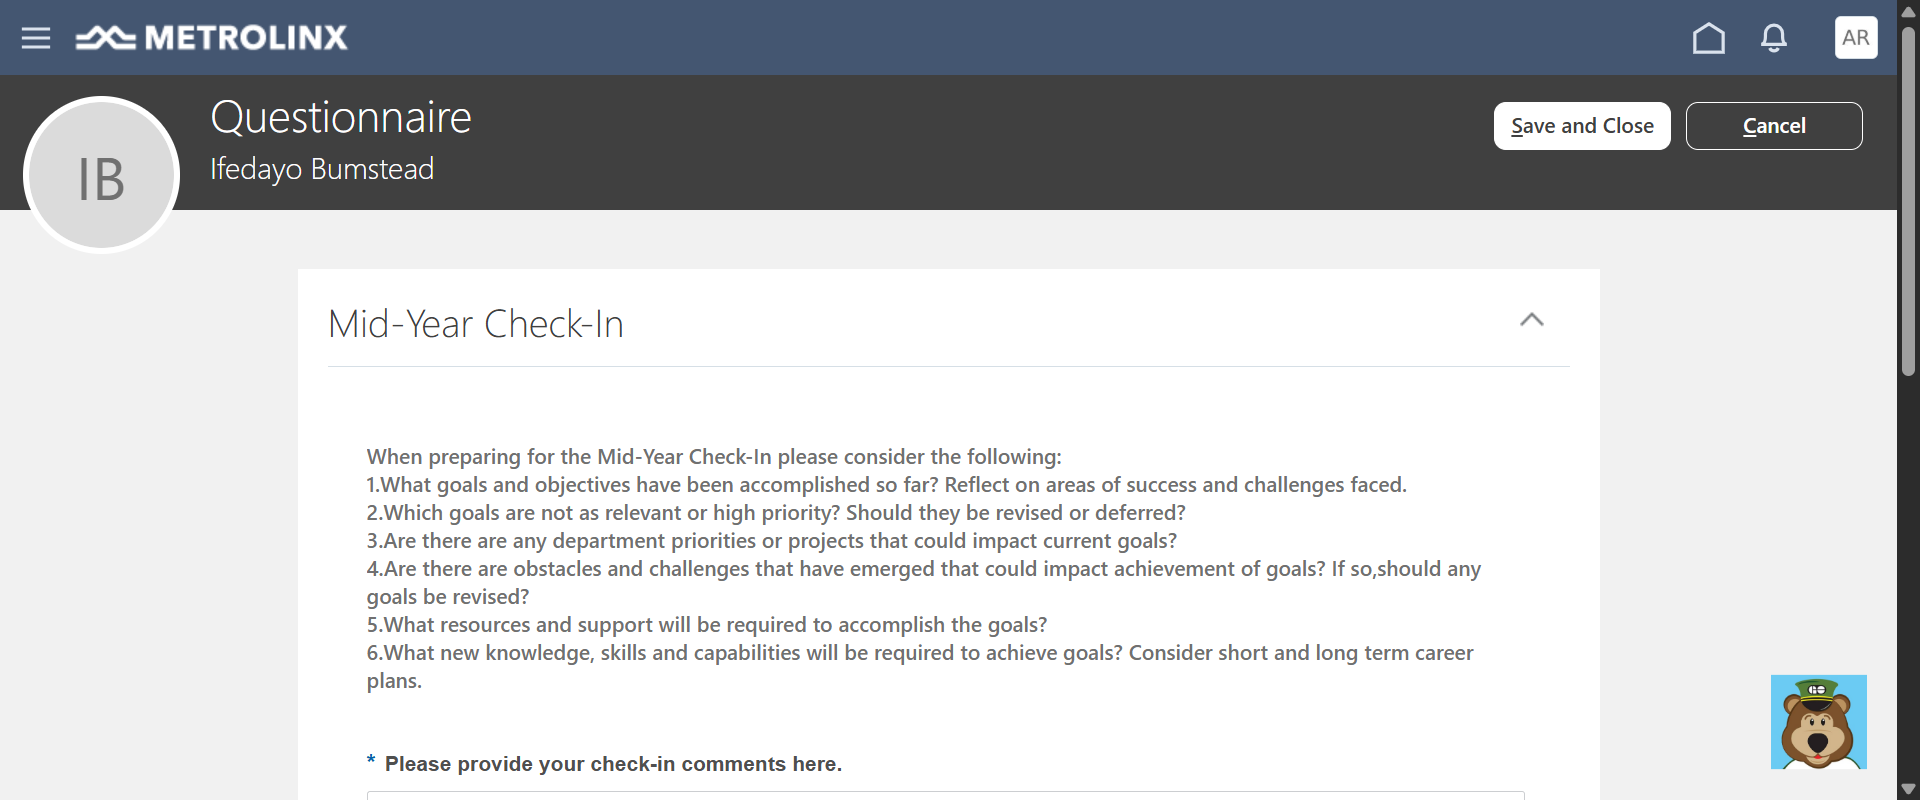 METROLINX
AR
Questionnaire
Save and Close
Cancel
IB
Ifedayo Bumstead
Mid-Year Check-In
When preparing for the Mid-Year Check-In please consider the following:
1.What goals and objectives have been accomplished so far? Reflect on areas of success and challenges faced.
2.Which goals are not as relevant or high priority? Should they be revised or deferred?
3.Are there are any department priorities or projects that could impact current goals?
4.Are there are obstacles and challenges that have emerged that could impact achievement of goals? If so,should any
goals be revised?
5.What resources and support will be required to accomplish the goals?
6.What new knowledge, skills and capabilities will be required to achieve goals? Consider short and long term career
plans.
GO
* Please provide your check-in comments here.